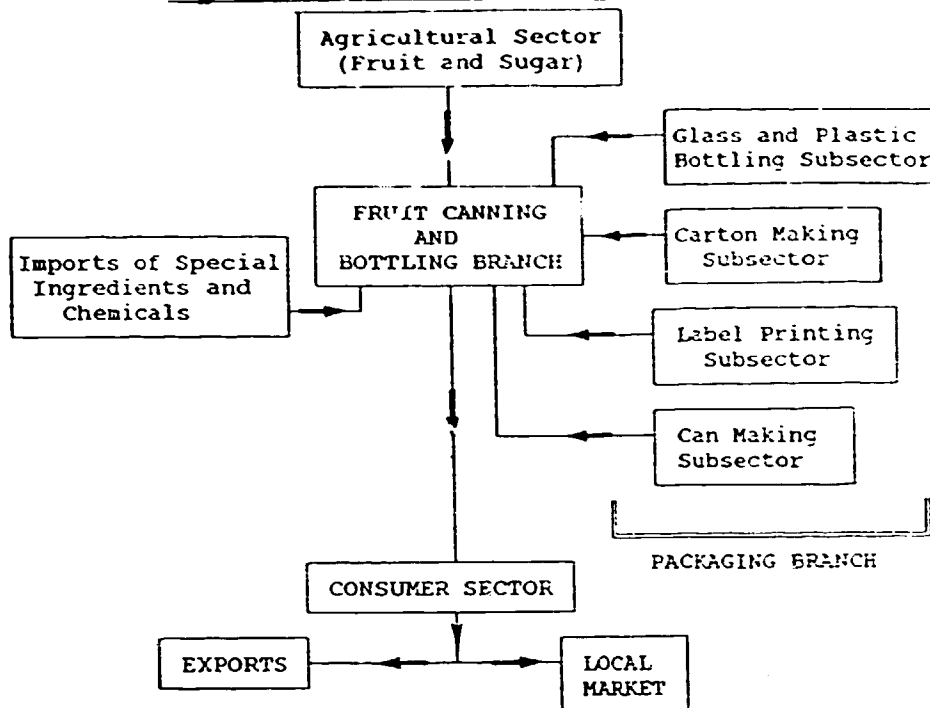 Agricultural Sector
(Fruit and Sugar)
Glass and Plastic
Bottling Subsector
FRUIT CANNING
AND
BOTTLING BRANCH
Carton Making
Subsector
Imports of Special
Ingredients and
Chemicals
Label Printing
Subsector
Can Making
Subsector
PACKAGING BRANCH
CONSUMER SECTOR
EXPORTS
LOCAL
MARKET